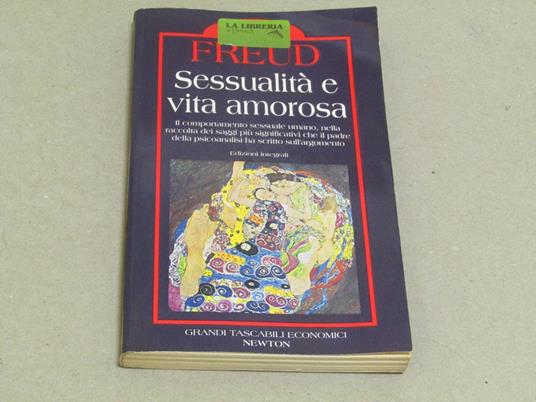 LA LIBRERIA
FREUD
Sessualità e
vita amorosa
Il comportamento sessuale umano, nella
raccolta dei saggi più significativi che il padre
della psicoanalisi ha scritto sull'argomento
Edizioni integrali
GRANDI TASCABILI ECONOMICI
NEWTON